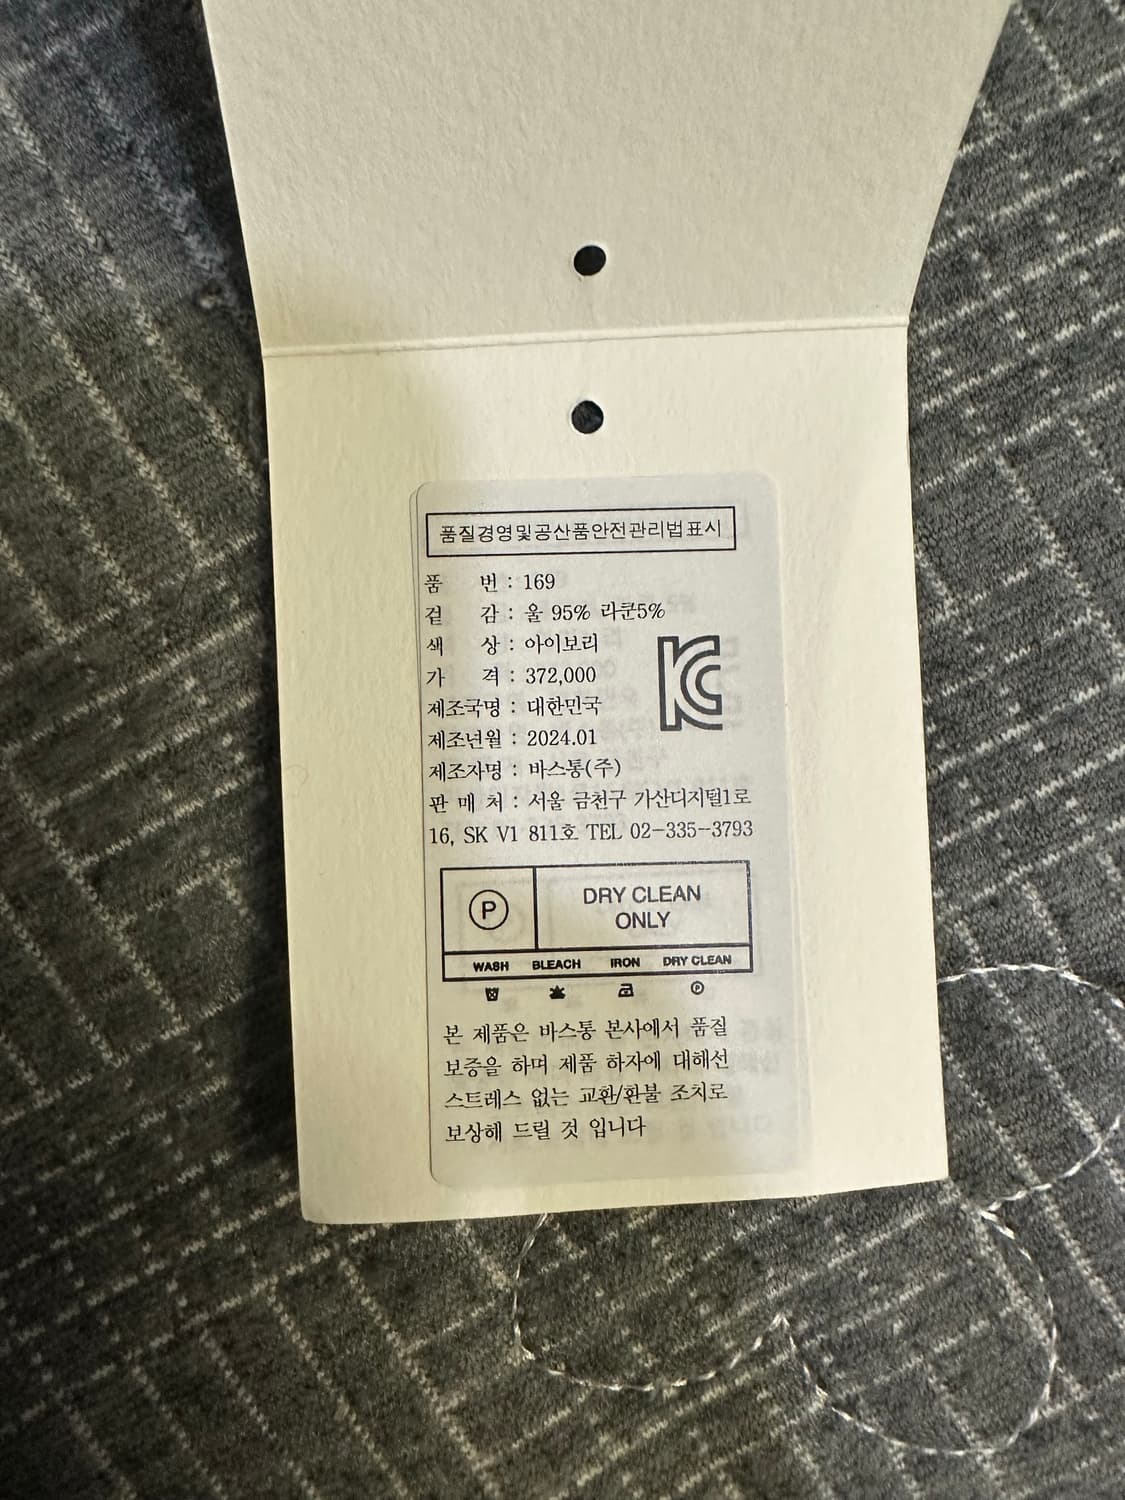 품질경영및공산품안전관리법표시
품 번 : 169
겉 감 : 울 95% 라쿤5%
색 상 : 아이보리
가 격 : 372,000
제조국명 : 대한민국
제조년월 : 2024.01
제조자명 : 바스통(주)
판 매 처 : 서울 금천구 가산디지털1로
16, SK V1 811호 TEL 02-335-3793
KC
P
DRY CLEAN
ONLY
WASH BLEACH IRON DRY CLEAN
P
본 제품은 바스통 본사에서 품질
보증을 하며 제품 하자에 대해선
스트레스 없는 교환/환불 조치로
보상해 드릴 것 입니다